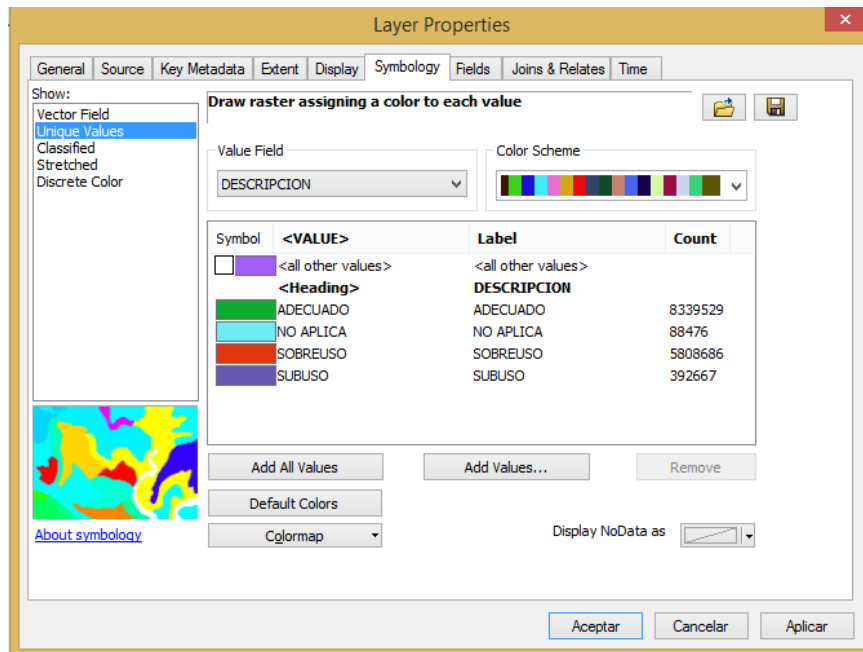 Layer Properties
General Source Key Metadata Extent Display Symbology Fields Joins & Relates Time
Show:
Vector Field
Unique Values
Classified
Stretched
Discrete Color
Draw raster assigning a color to each value
Value Field
DESCRIPCION
Color Scheme
Symbol <VALUE> Label Count
<all other values> <all other values>
<Heading> DESCRIPCION
ADECUADO ADECUADO 8339529
NO APLICA NO APLICA 88476
SOBREUSO SOBREUSO 5808686
SUBUSO SUBUSO 392667
Add All Values Add Values... Remove
Default Colors
Colormap
Display NoData as
About symbology
Aceptar Cancelar Aplicar